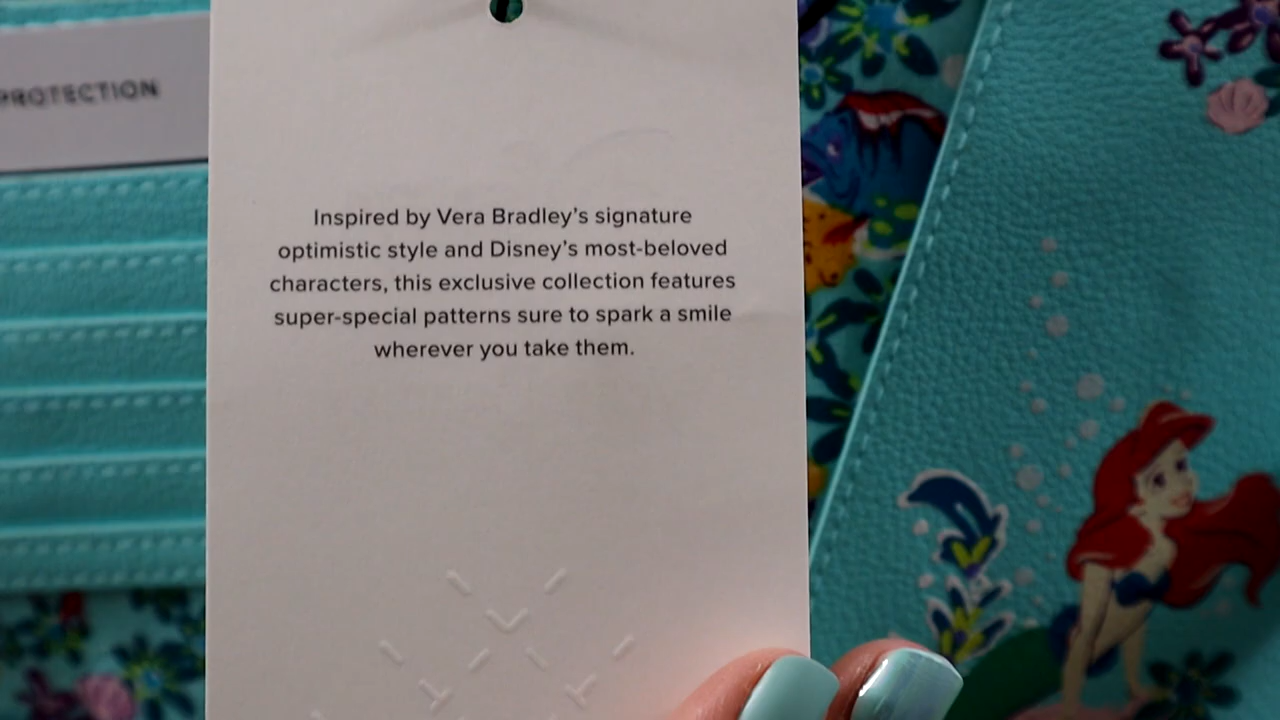 PROTECTION
Inspired by Vera Bradley's signature
optimistic style and Disney's most-beloved
characters, this exclusive collection features
super-special patterns sure to spark a smile
wherever you take them.